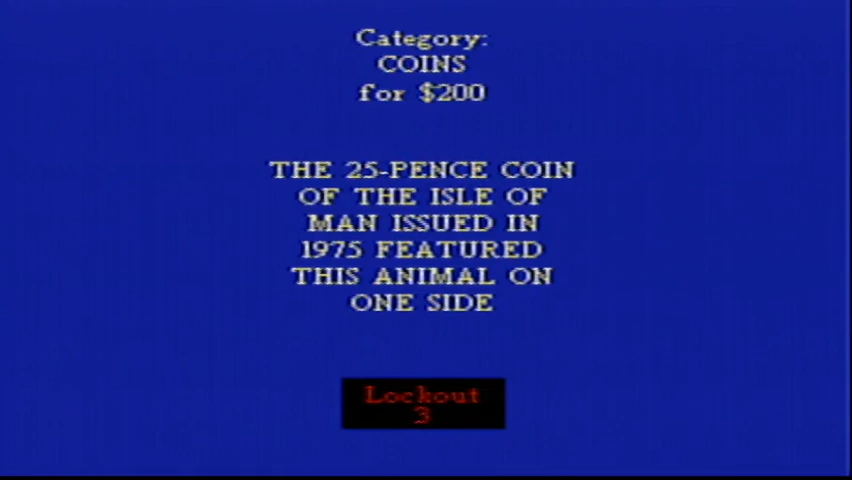 Category:
COINS
for $200
THE 25-PENCE COIN
OF THE ISLE OF
MAN ISSUED IN
1975 FEATURED
THIS ANIMAL ON
ONE SIDE
Lockout
3